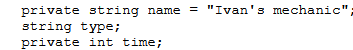 private string name = "Ivan's mechanic";
string type;
private int time;